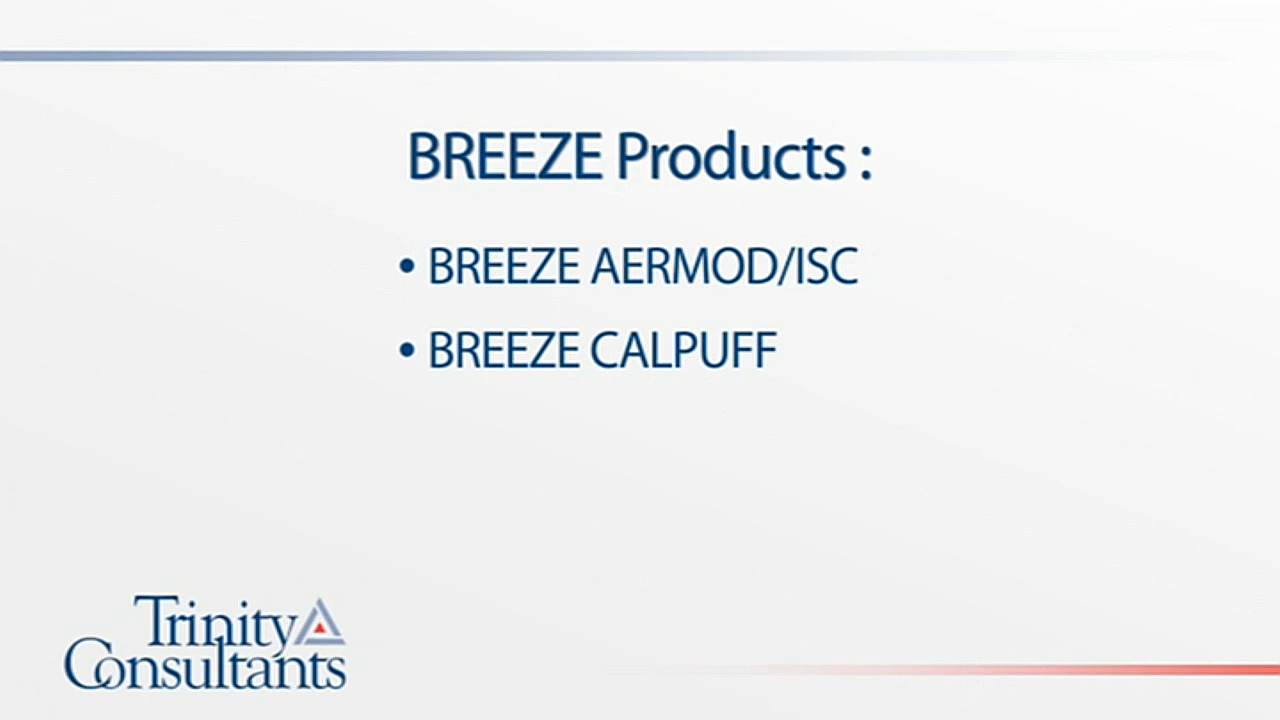 BREEZE Products :
• BREEZE AERMOD/ISC
• BREEZE CALPUFF
Trinity
Consultants